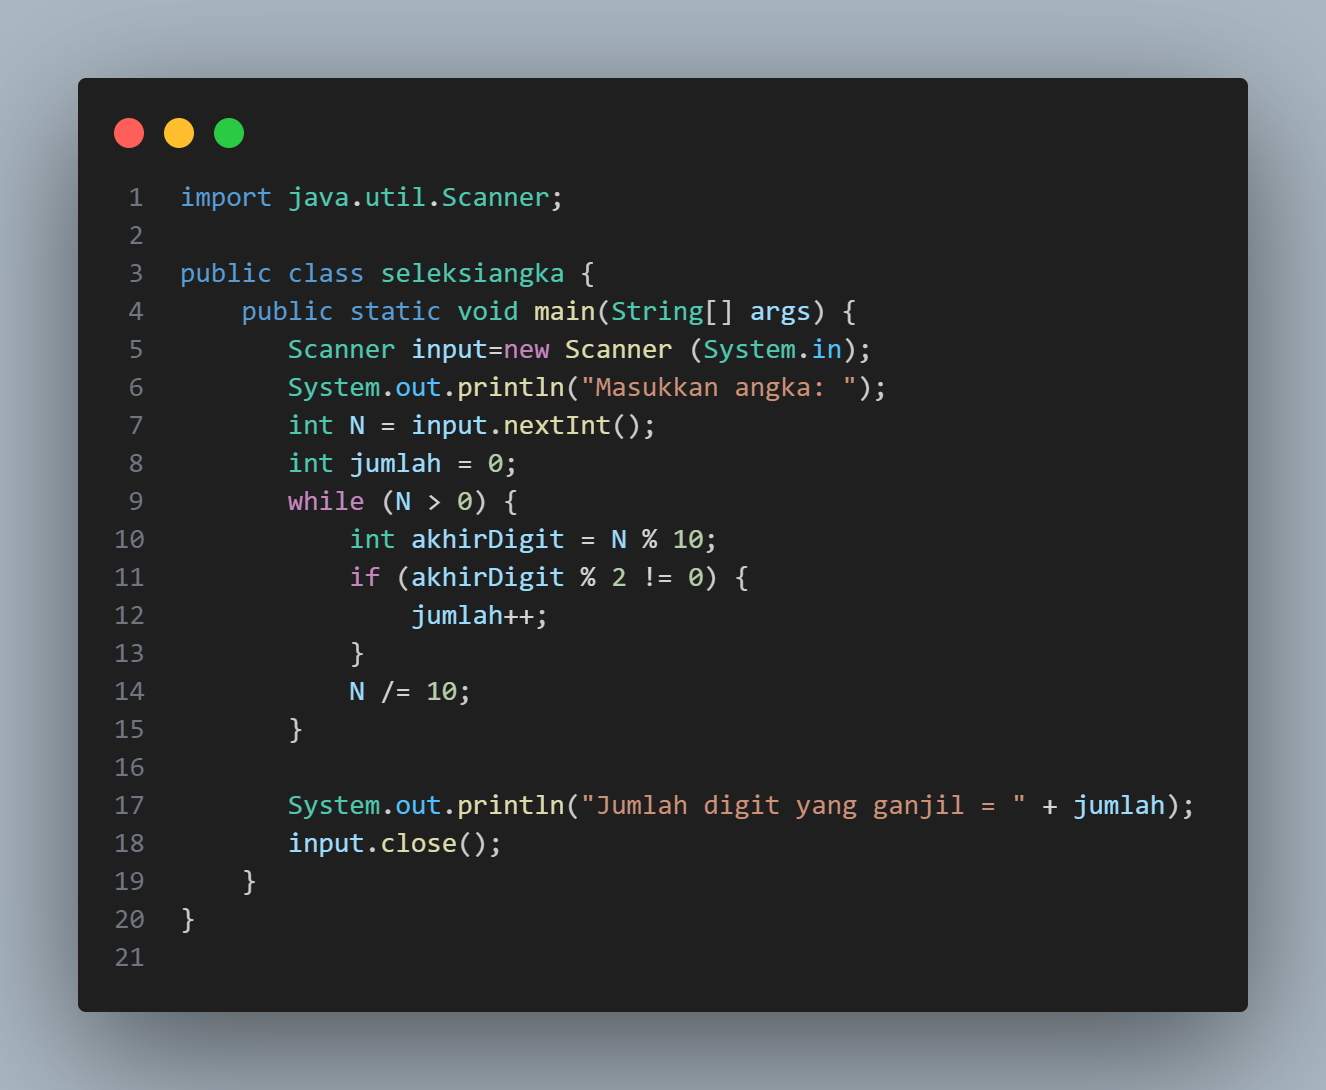 1 import java.util.Scanner;
2
3 public class seleksiangka {
4     public static void main(String[] args) {
5        Scanner input=new Scanner (System.in);
6        System.out.println("Masukkan angka: ");
7        int N = input.nextInt();
8        int jumlah = 0;
9        while (N > 0) {
10            int akhirDigit = N % 10;
11            if (akhirDigit % 2 != 0) {
12                jumlah++;
13            }
14            N /= 10;
15        }
16
17        System.out.println("Jumlah digit yang ganjil = " + jumlah);
18        input.close();
19     }
20 }
21